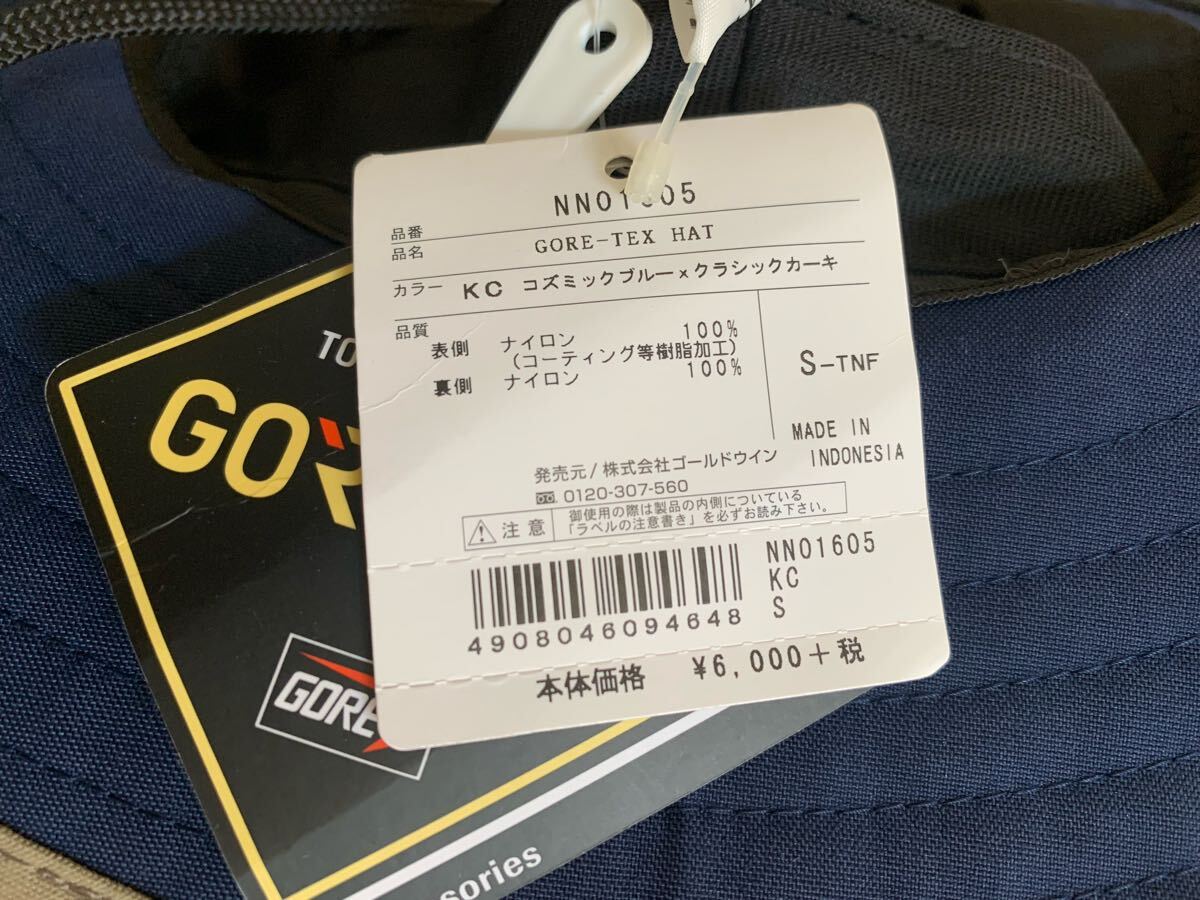 品番 NN01605
品名 GORE-TEX HAT
カラー KC コズミックブルー×クラシックカーキ
品質
表側 ナイロン 100%
(コーティング等樹脂加工)
裏側 ナイロン 100%
S-TNF
MADE IN
INDONESIA
発売元/株式会社ゴールドウイン
0120-307-560
注意
御使用の際は製品の内側についている
「ラベルの注意書き」を必ずお読み下さい。
NN01605
KC
S
4908046094648
本体価格 ¥6,000+税
TO
GOR
GORE
sories